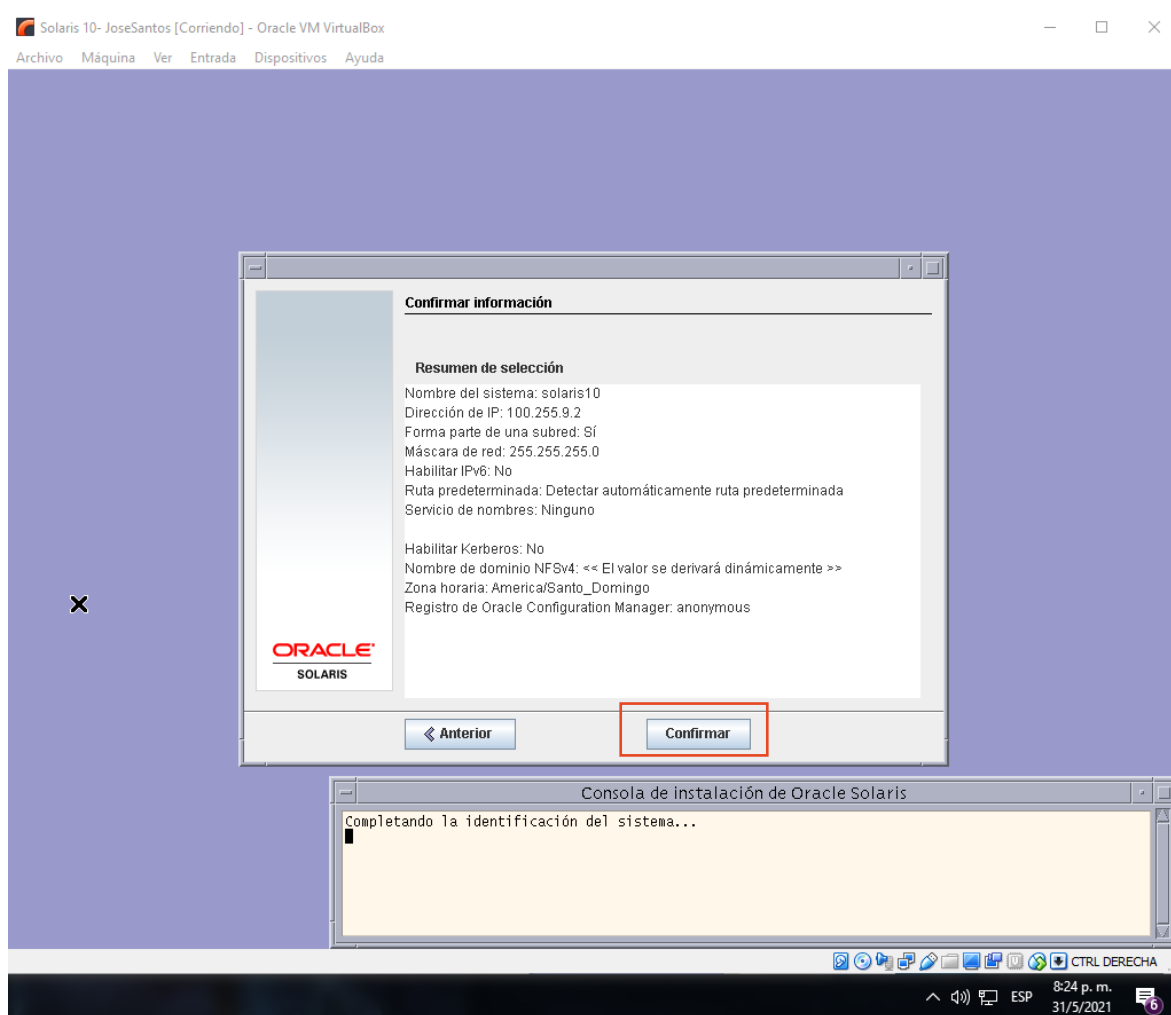 Solaris 10- JoseSantos [Corriendo] - Oracle VM VirtualBox
Archivo Máquina Ver Entrada Dispositivos Ayuda
Confirmar información
Resumen de selección
Nombre del sistema: solaris10
Dirección de IP: 100.255.9.2
Forma parte de una subred: Sí
Máscara de red: 255.255.255.0
Habilitar IPv6: No
Ruta predeterminada: Detectar automáticamente ruta predeterminada
Servicio de nombres: Ninguno
Habilitar Kerberos: No
Nombre de dominio NFSv4: << El valor se derivará dinámicamente >>
Zona horaria: America/Santo_Domingo
Registro de Oracle Configuration Manager: anonymous
ORACLE
SOLARIS
Anterior
Confirmar
Consola de instalación de Oracle Solaris
Completando la identificación del sistema...
CTRL DERECHA
ESP
8:24 p. m.
31/5/2021
6